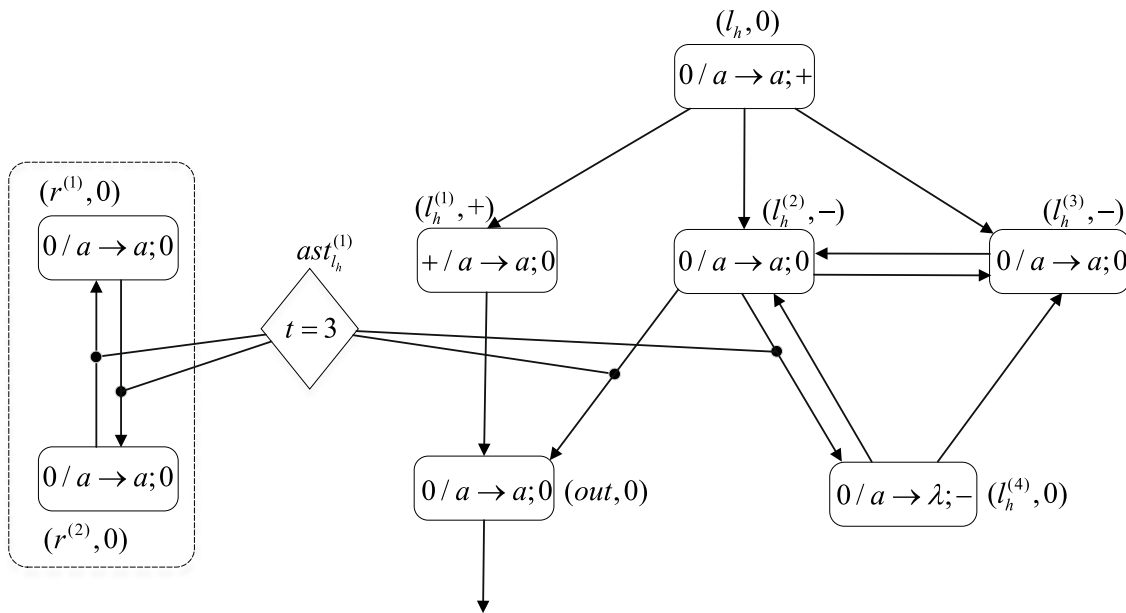 (l_h, 0)
0 / a → a; +
(r^(1), 0)
0 / a → a; 0
ast_{l_h}^(1)
t = 3
(l_h^(1), +)
+ / a → a; 0
(l_h^(2), −)
0 / a → a; 0
(l_h^(3), −)
0 / a → a; 0
0 / a → a; 0
(r^(2), 0)
0 / a → a; 0 (out, 0)
0 / a → λ; − (l_h^(4), 0)